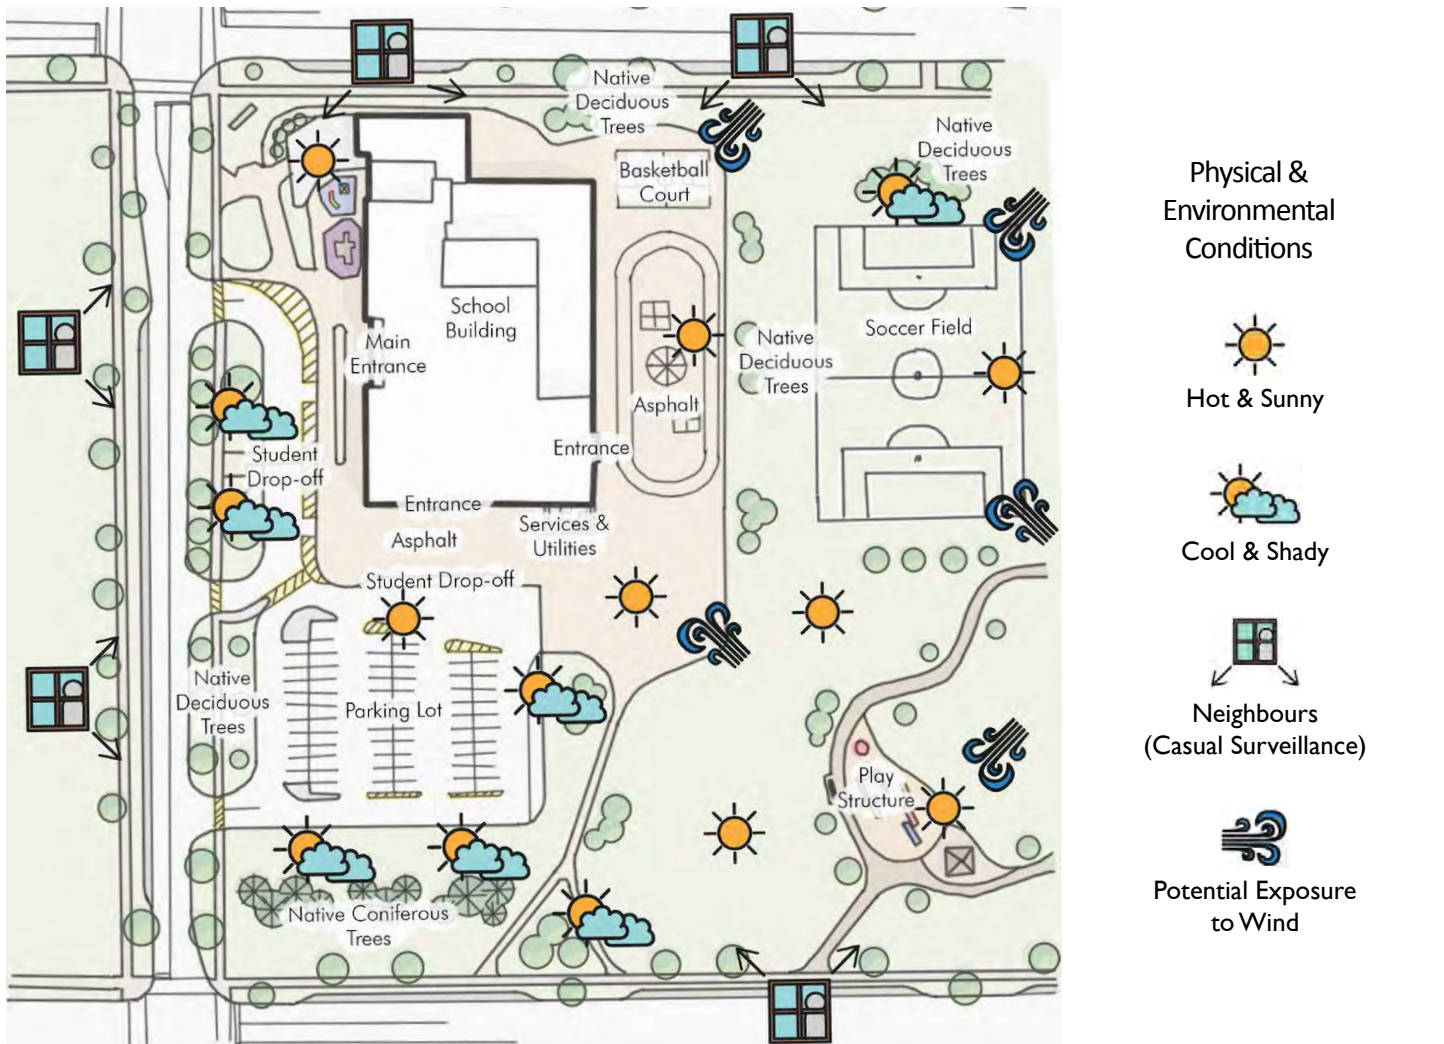 Native
Deciduous
Trees
Basketball
Court
Native
Deciduous
Trees
School
Building
Main
Entrance
Soccer Field
Native
Deciduous
Trees
Asphalt
Entrance
Student
Drop-off
Entrance
Services &
Utilities
Asphalt
Student Drop-off
Native
Deciduous
Trees
Parking Lot
Play
Structure
Native Coniferous
Trees
Physical &
Environmental
Conditions
Hot & Sunny
Cool & Shady
Neighbours
(Casual Surveillance)
Potential Exposure
to Wind